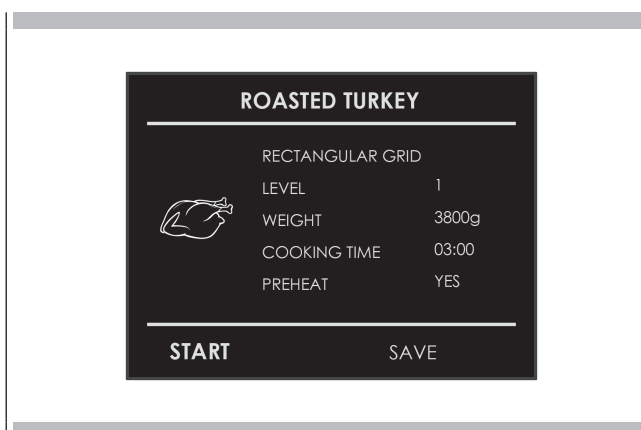 ROASTED TURKEY
RECTANGULAR GRID
LEVEL 1
WEIGHT 3800g
COOKING TIME 03:00
PREHEAT YES
START SAVE